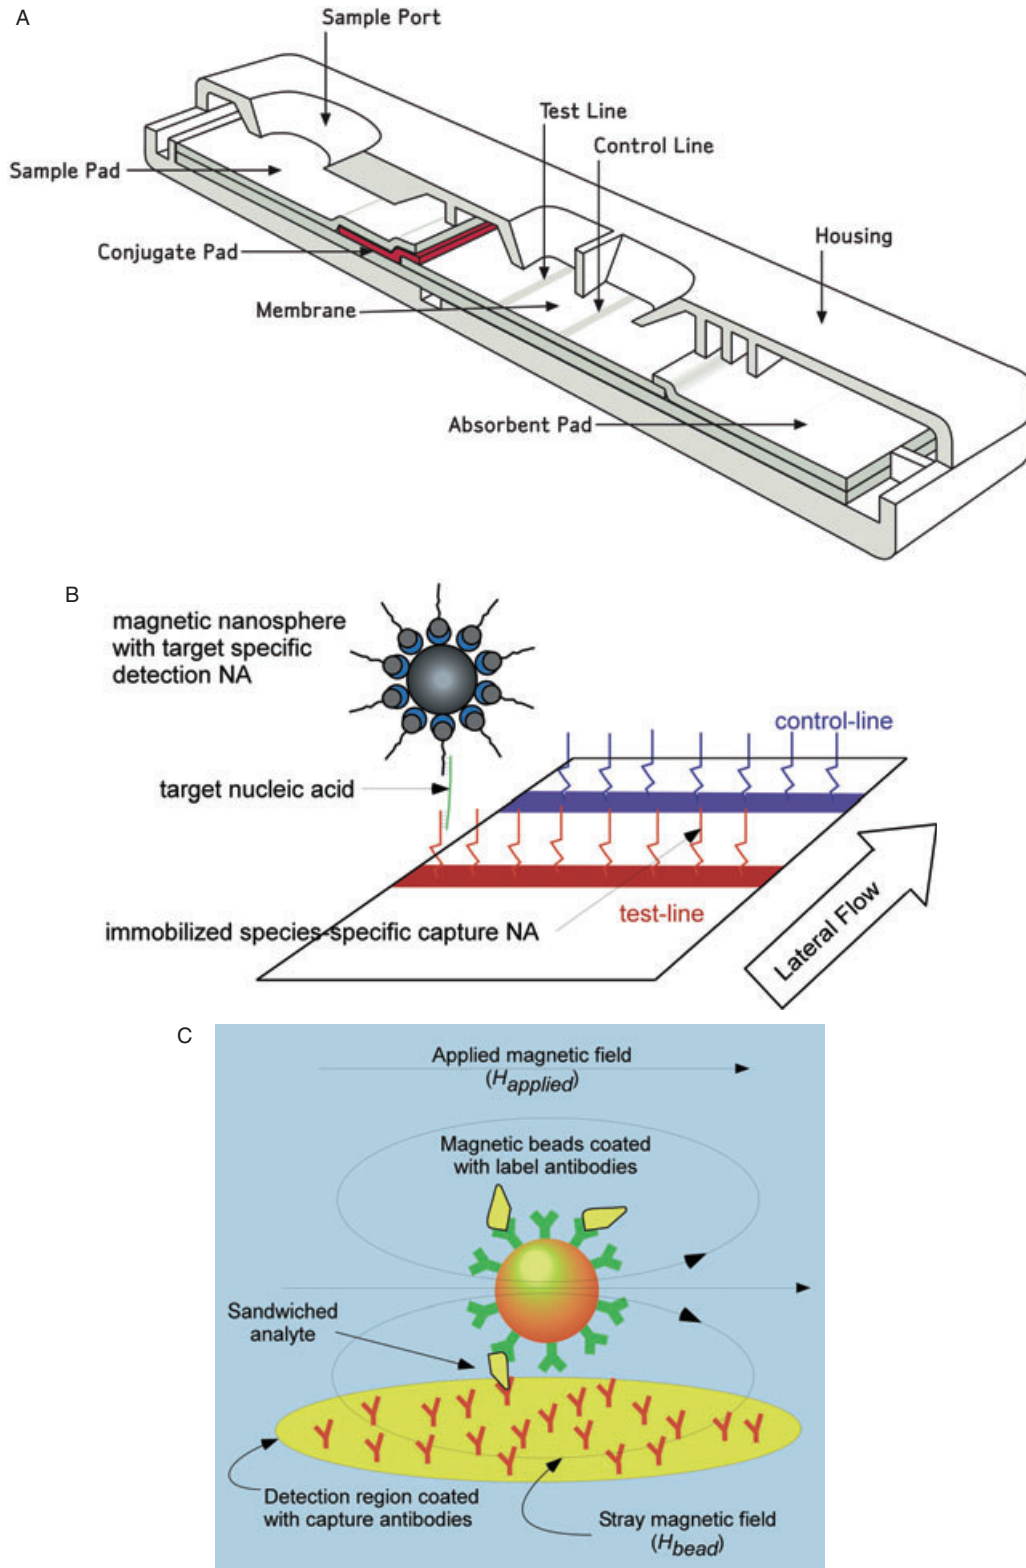 A
Sample Port
Test Line
Control Line
Sample Pad
Housing
Conjugate Pad
Membrane
Absorbent Pad
B
magnetic nanosphere
with target specific
detection NA
control-line
target nucleic acid
test-line
immobilized species-specific capture NA
Lateral Flow
C
Applied magnetic field
(Happlied)
Magnetic beads coated
with label antibodies
Sandwiched
analyte
Detection region coated
with capture antibodies
Stray magnetic field
(Hbead)